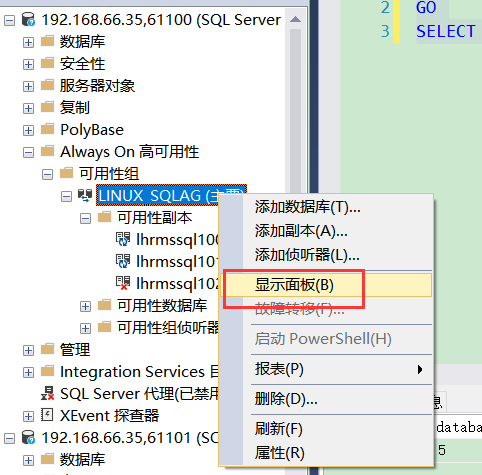 192.168.66.35,61100 (SQL Server
数据库
安全性
服务器对象
复制
PolyBase
Always On 高可用性
可用性组
LINUX_SQLAG (主要)
可用性副本
lhrmssql100
lhrmssql101
lhrmssql102
可用性数据库
可用性组侦听器
管理
Integration Services 目
SQL Server 代理(已禁用
XEvent 探查器
192.168.66.35,61101 (SQ
数据库
添加数据库(T)...
添加副本(A)...
添加侦听器(L)...
显示面板(B)
故障转移(F)...
启动 PowerShell(H)
报表(P)
删除(D)...
刷新(F)
属性(R)
2 GO
3 SELECT
息
databa
5